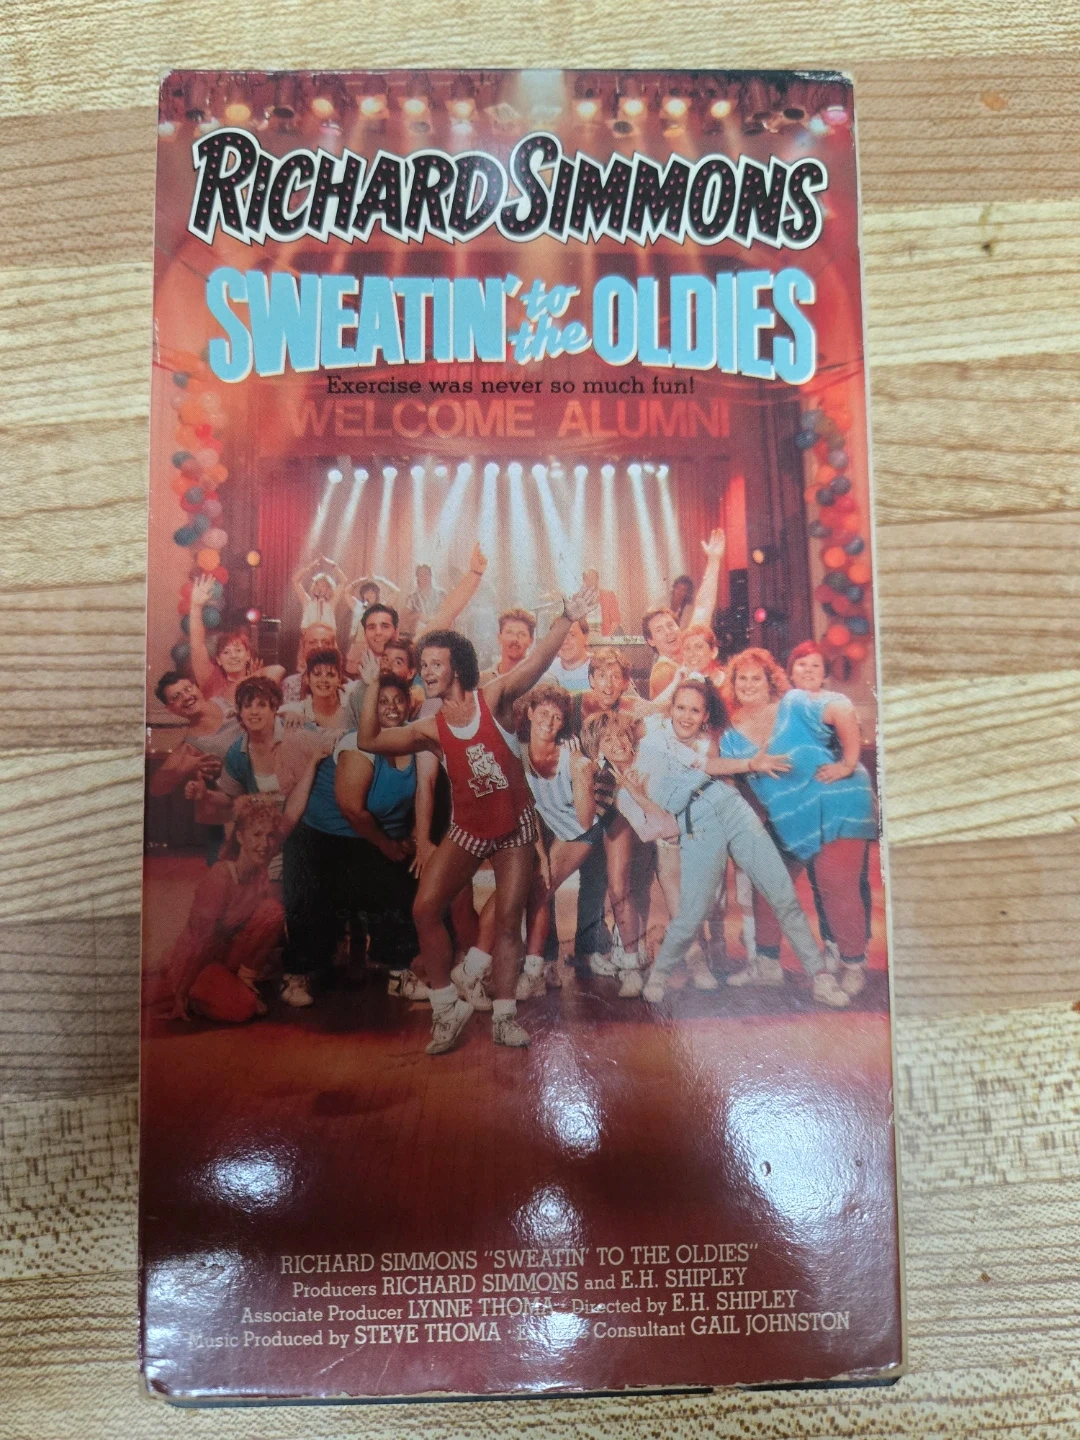 RICHARD SIMMONS
SWEATIN' to the OLDIES
Exercise was never so much fun!
WELCOME ALUMNI
RICHARD SIMMONS "SWEATIN' TO THE OLDIES"
Producers RICHARD SIMMONS and E.H. SHIPLEY
Associate Producer LYNNE THOMA · Directed by E.H. SHIPLEY
Music Produced by STEVE THOMA · Consultant GAIL JOHNSTON